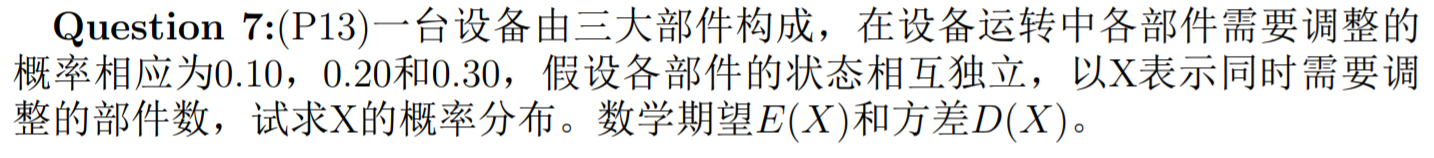 Question 7:(P13)一台设备由三大部件构成，在设备运转中各部件需要调整的
概率相应为0.10，0.20和0.30，假设各部件的状态相互独立，以X表示同时需要调
整的部件数，试求X的概率分布。数学期望E(X)和方差D(X)。